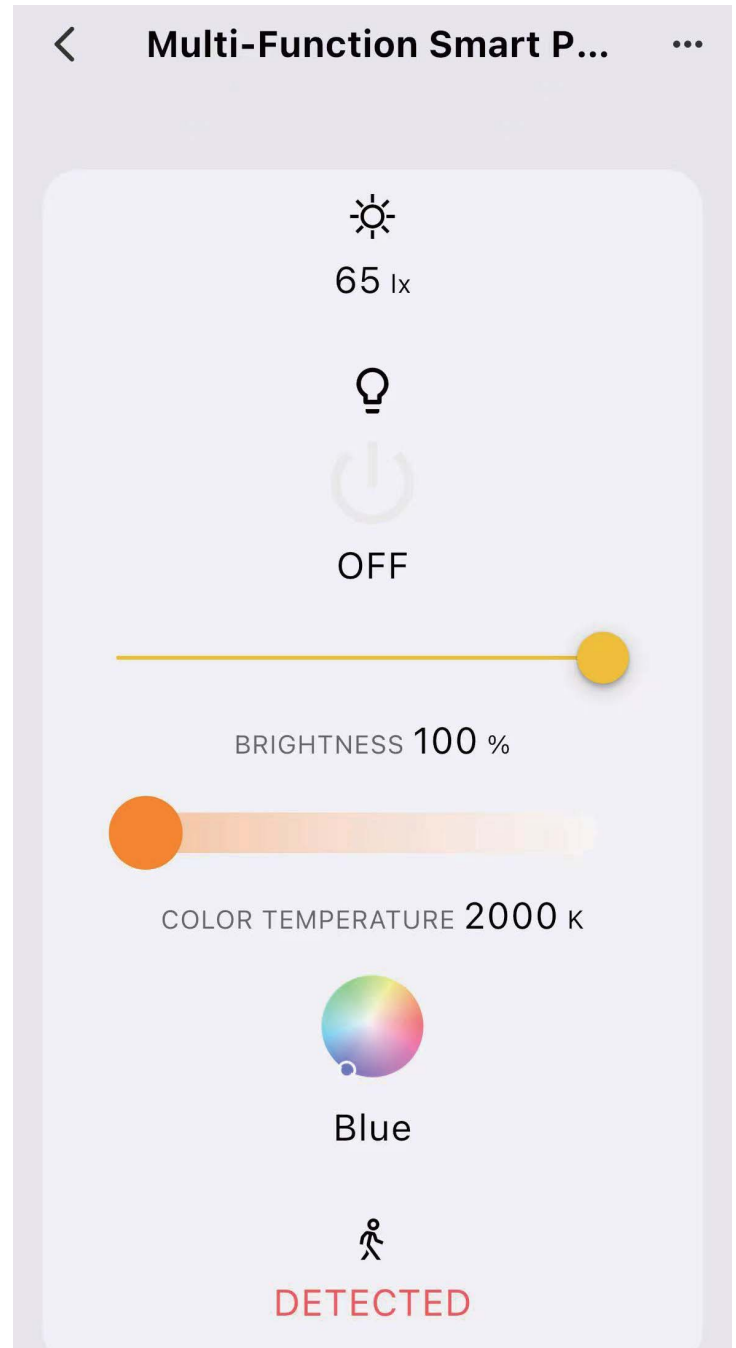 Multi-Function Smart P...
65 lx
OFF
BRIGHTNESS 100 %
COLOR TEMPERATURE 2000 K
Blue
DETECTED